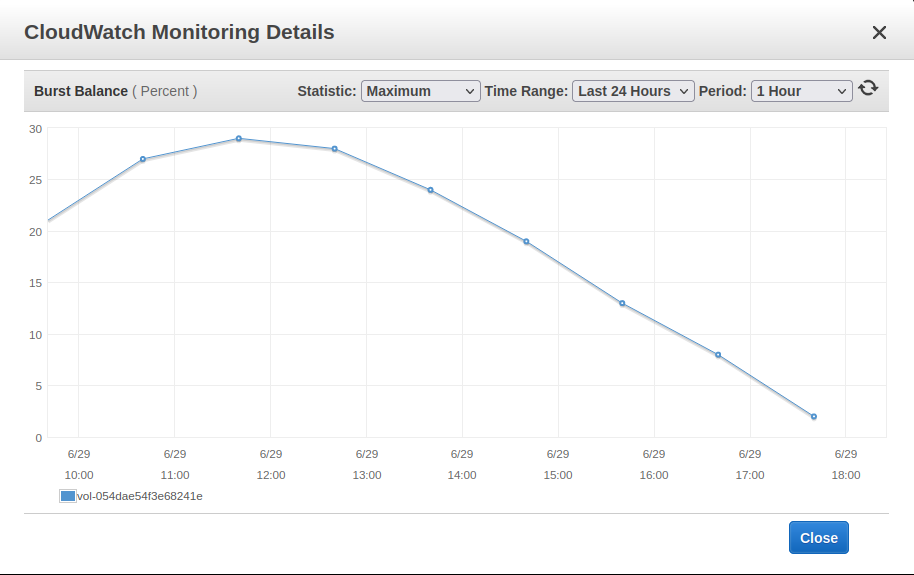 CloudWatch Monitoring Details
Burst Balance ( Percent ) Statistic: Maximum Time Range: Last 24 Hours Period: 1 Hour
30
25
20
15
10
5
0
6/29 6/29 6/29 6/29 6/29 6/29 6/29 6/29 6/29
10:00 11:00 12:00 13:00 14:00 15:00 16:00 17:00 18:00
vol-054dae54f3e68241e
Close